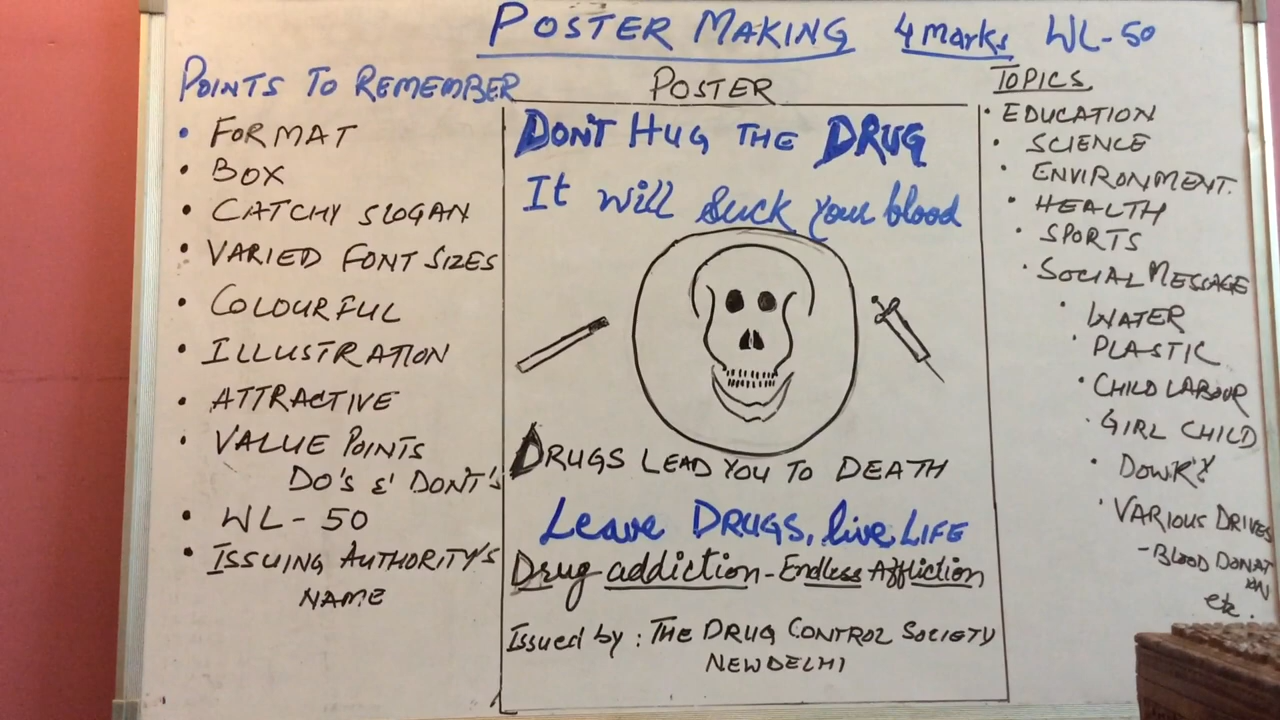 POSTER MAKING 4 marks WL-50
POINTS TO REMEMBER
• FORMAT
• BOX
• CATCHY SLOGAN
• VARIED FONT SIZES
• COLOURFUL
• ILLUSTRATION
• ATTRACTIVE
• VALUE POINTS
DO'S & DONT'S
• WL-50
• ISSUING AUTHORITY'S
NAME
POSTER
DON'T HUG THE DRUG
It will suck your blood
DRUGS LEAD YOU TO DEATH
Leave DRUGS, live LIFE
Drug addiction - Endless Affliction
Issued by : THE DRUG CONTROL SOCIETY
NEW DELHI
TOPICS
• EDUCATION
• SCIENCE
• ENVIRONMENT.
• HEALTH
• SPORTS
• SOCIAL MESSAGE
• WATER
• PLASTIC
• CHILD LABOUR
• GIRL CHILD
• DOWRY
• VARIOUS DRIVES
- BLOOD DONAT
ION
etc.